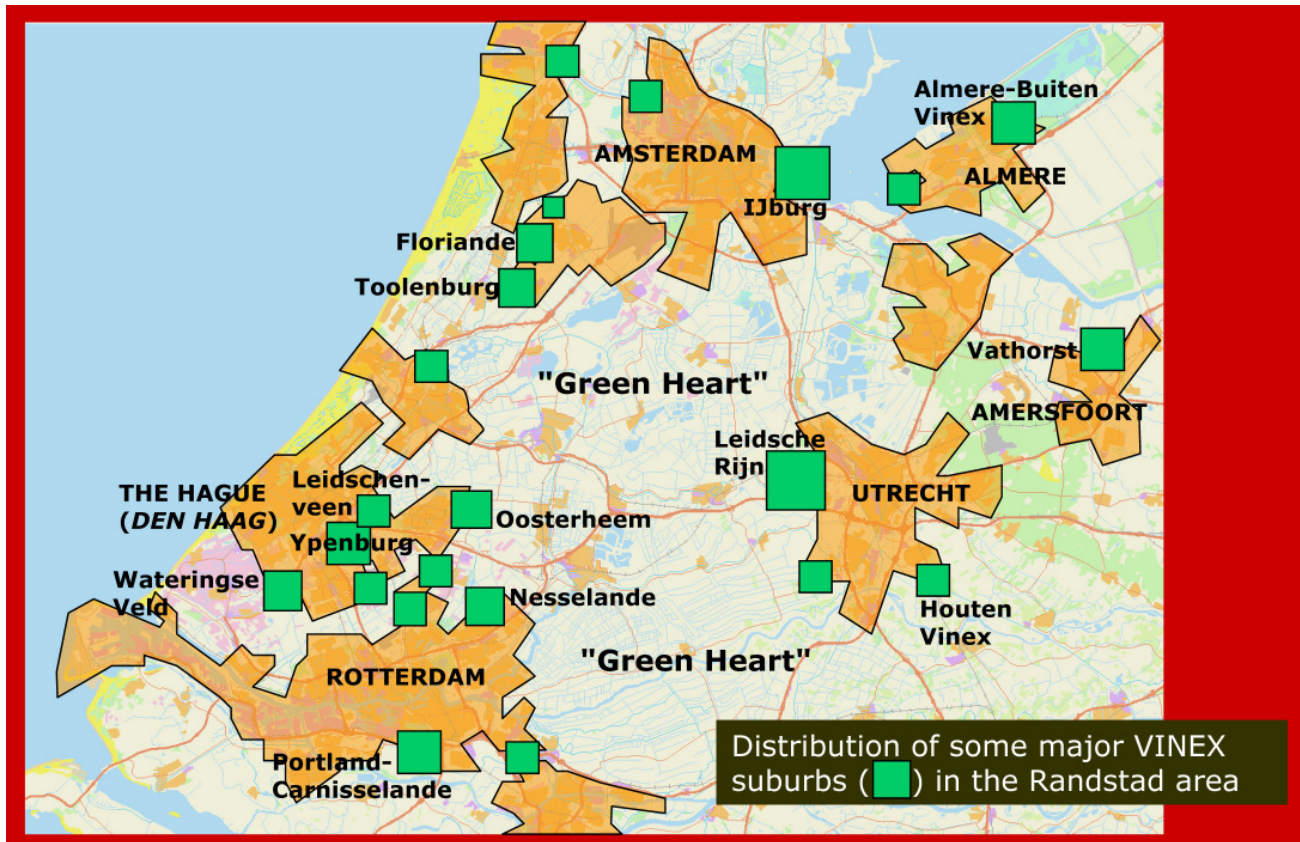 Almere-Buiten
Vinex
AMSTERDAM
ALMERE
IJburg
Floriande
Toolenburg
Vathorst
"Green Heart"
AMERSFOORT
Leidsche
Rijn
UTRECHT
THE HAGUE
(DEN HAAG)
Leidschen-
veen
Oosterheem
Ypenburg
Wateringse
Veld
Nesselande
Houten
Vinex
"Green Heart"
ROTTERDAM
Portland-
Carnisselande
Distribution of some major VINEX
suburbs ( ) in the Randstad area